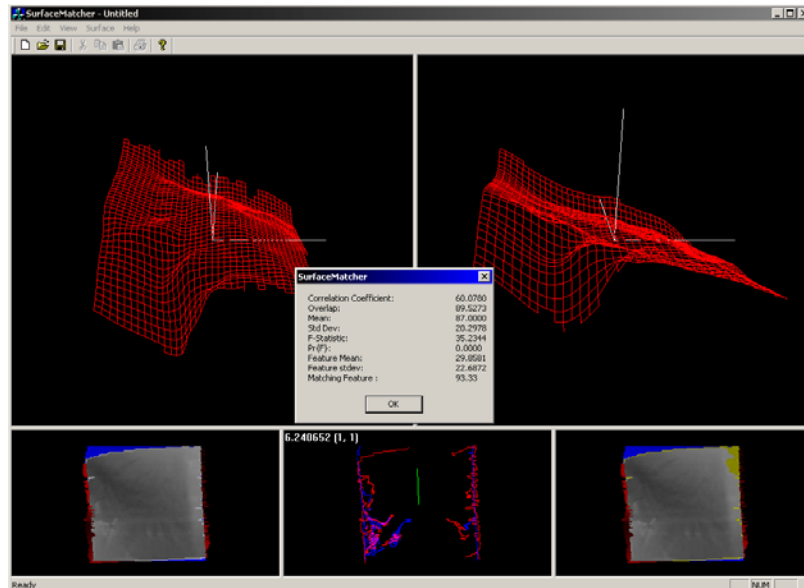 SurfaceMatcher - Untitled
File Edit View Surface Help
SurfaceMatcher
Correlation Coefficient: 60.0780
Overlap: 89.5273
Mean: 87.0000
Std Dev: 20.2978
F-Statistic: 35.2344
Pr(F): 0.0000
Feature Mean: 29.8581
Feature stdev: 22.6872
Matching Feature : 93.33
OK
6.240652 (1, 1)
Ready
NUM